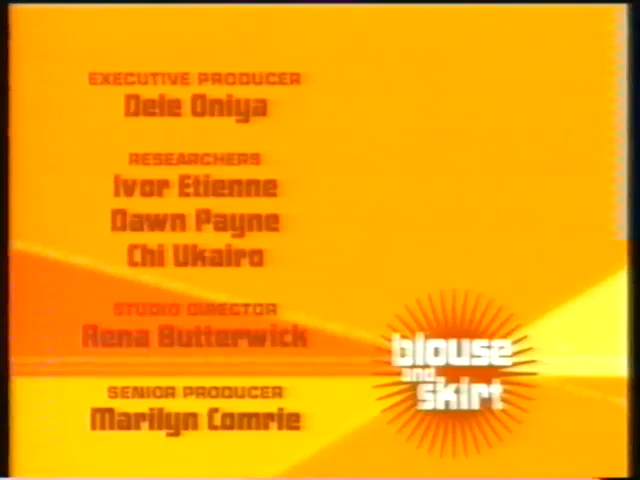 EXECUTIVE PRODUCER
Dele Oniya
RESEARCHERS
Ivor Etienne
Dawn Payne
Chi Ukairo
STUDIO DIRECTOR
Rena Butterwick
SENIOR PRODUCER
Marilyn Comrie
blouse
and
skirt